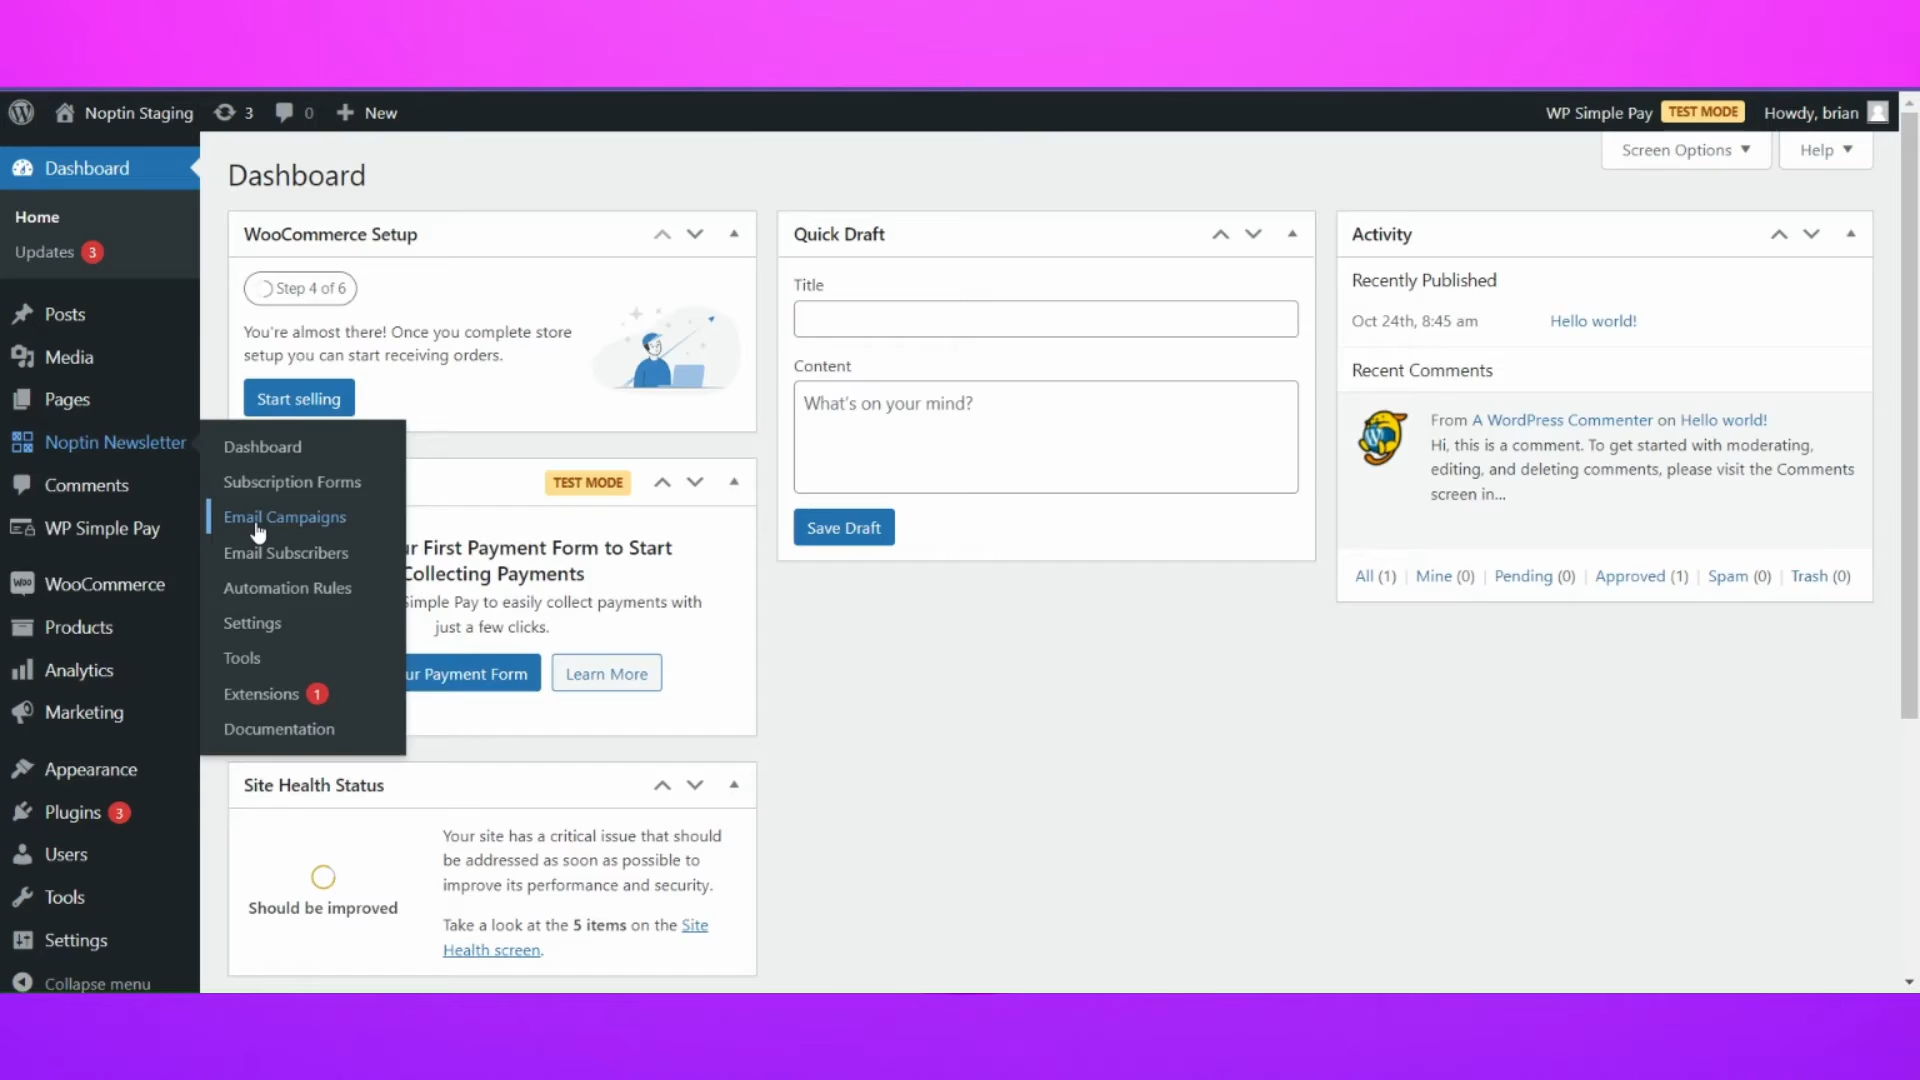 Noptin Staging
3
0
New
WP Simple Pay
TEST MODE
Howdy, brian
Screen Options
Help
Dashboard
Home
Updates 3
Posts
Media
Pages
Noptin Newsletter
Comments
WP Simple Pay
WooCommerce
Products
Analytics
Marketing
Appearance
Plugins 3
Users
Tools
Settings
Collapse menu
Dashboard
Subscription Forms
Email Campaigns
Email Subscribers
Automation Rules
Settings
Tools
Extensions 1
Documentation
Dashboard
WooCommerce Setup
Step 4 of 6
You're almost there! Once you complete store
setup you can start receiving orders.
Start selling
TEST MODE
First Payment Form to Start
Collecting Payments
Simple Pay to easily collect payments with
just a few clicks.
Payment Form
Learn More
Site Health Status
Should be improved
Your site has a critical issue that should
be addressed as soon as possible to
improve its performance and security.
Take a look at the 5 items on the Site
Health screen.
Quick Draft
Title
Content
What's on your mind?
Save Draft
Activity
Recently Published
Oct 24th, 8:45 am
Hello world!
Recent Comments
From A WordPress Commenter on Hello world!
Hi, this is a comment. To get started with moderating,
editing, and deleting comments, please visit the Comments
screen in...
All (1) | Mine (0) | Pending (0) | Approved (1) | Spam (0) | Trash (0)